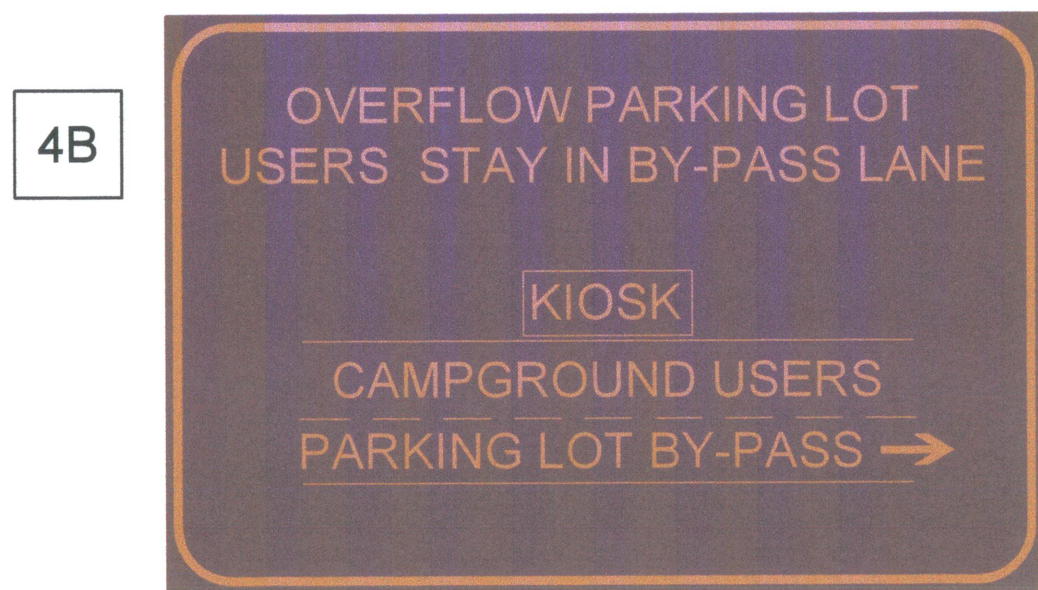 4B
OVERFLOW PARKING LOT
USERS STAY IN BY-PASS LANE
KIOSK
CAMPGROUND USERS
PARKING LOT BY-PASS